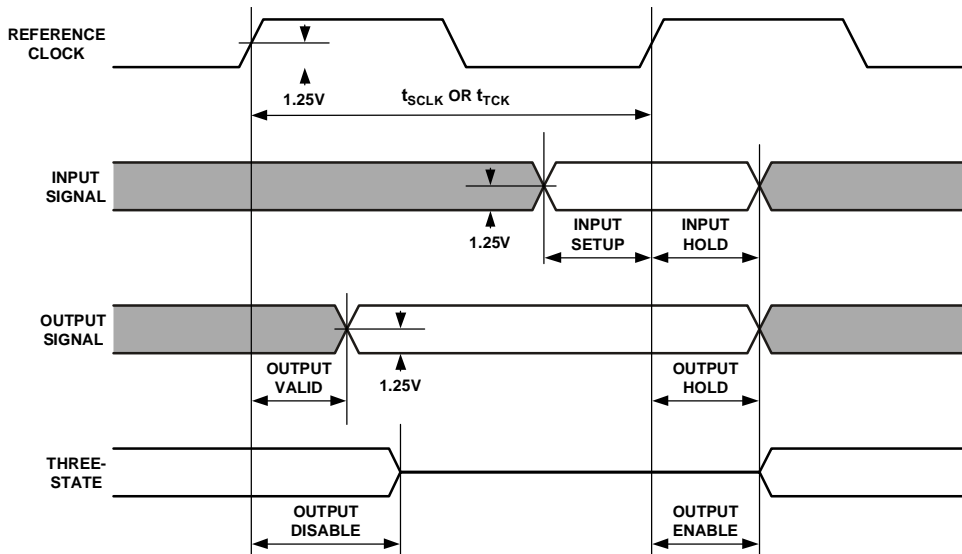 REFERENCE
CLOCK
1.25V
tSCLK OR tTCK
INPUT
SIGNAL
1.25V
INPUT
SETUP
INPUT
HOLD
OUTPUT
SIGNAL
OUTPUT
VALID
1.25V
OUTPUT
HOLD
THREE-
STATE
OUTPUT
DISABLE
OUTPUT
ENABLE